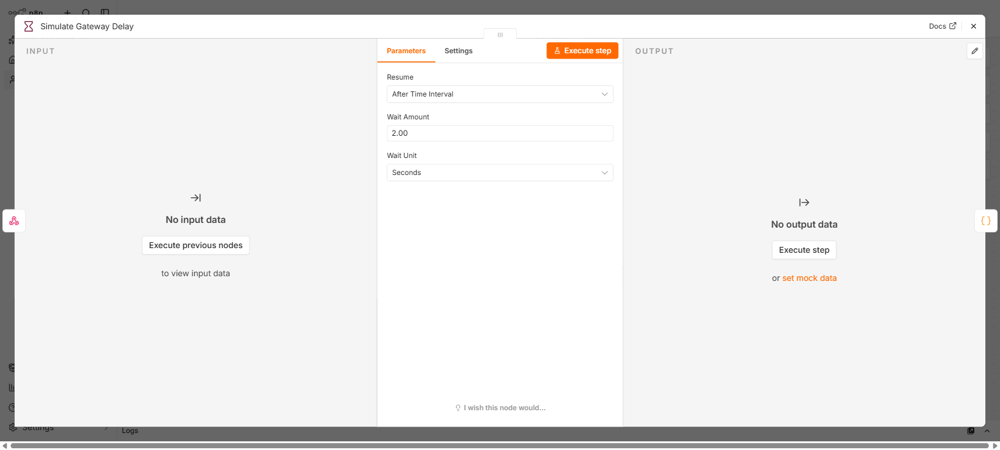 n8n
Simulate Gateway Delay
Docs
INPUT
Parameters
Settings
Execute step
OUTPUT
Resume
After Time Interval
Wait Amount
2.00
Wait Unit
Seconds
No input data
Execute previous nodes
to view input data
No output data
Execute step
or set mock data
I wish this node would...
Settings
Logs